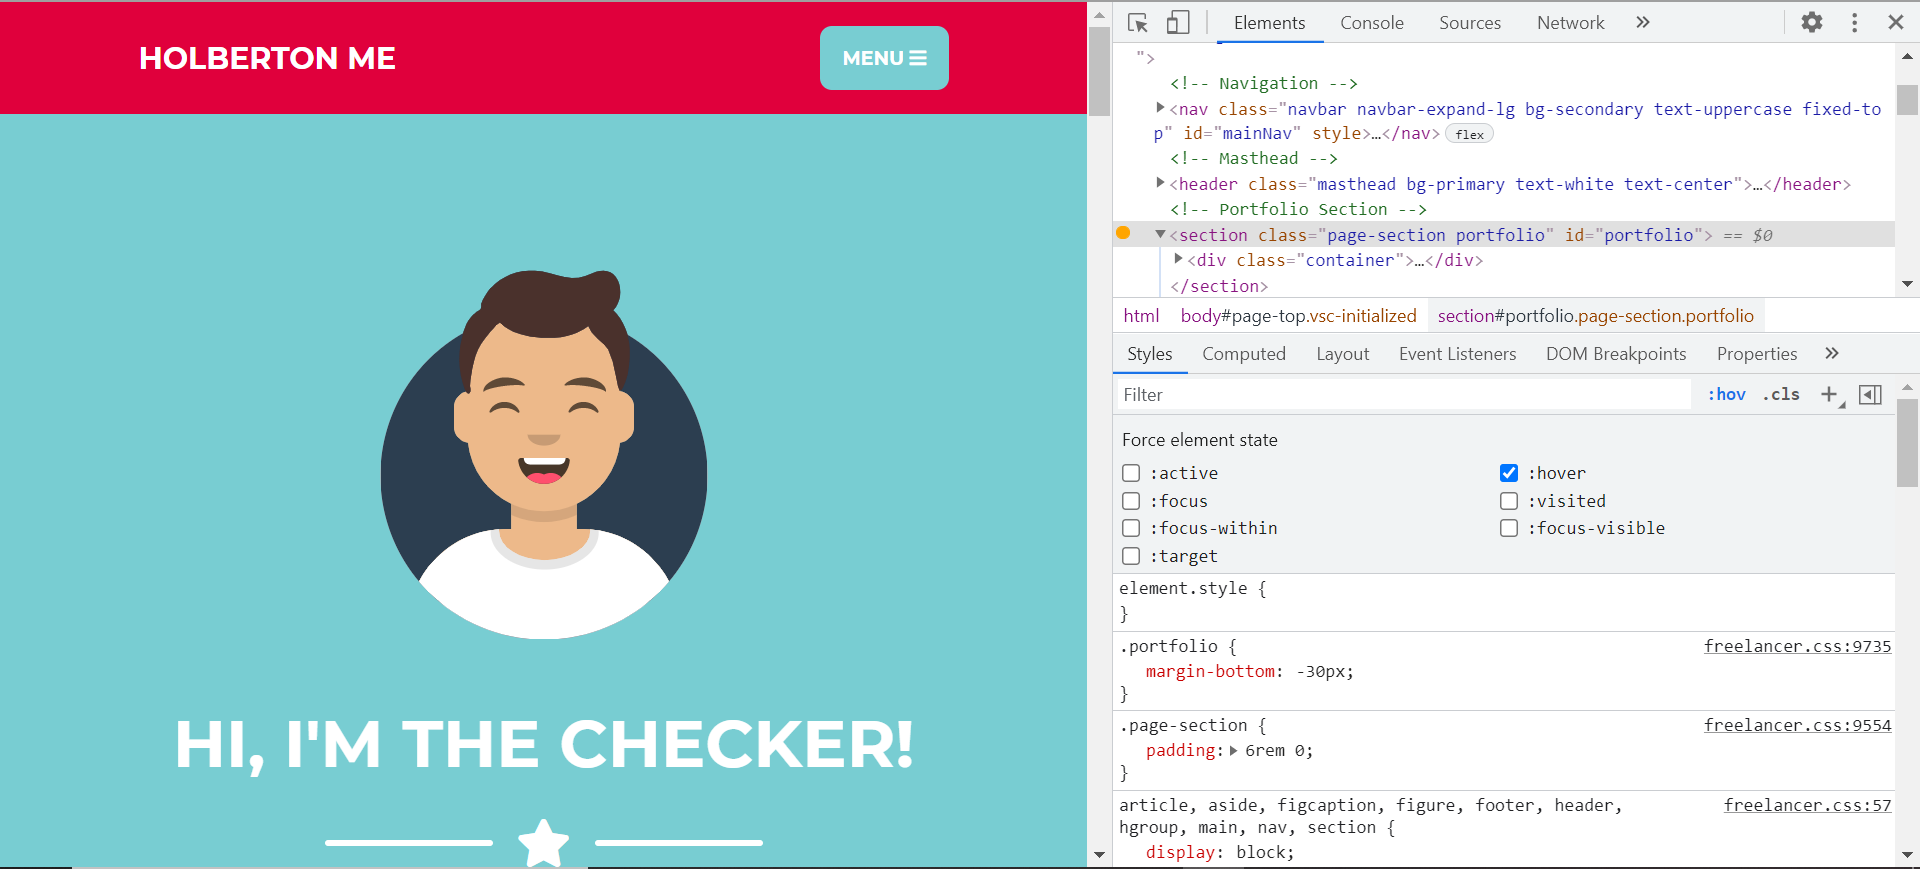 HOLBERTON ME
MENU
HI, I'M THE CHECKER!
Elements Console Sources Network »
">
<!-- Navigation -->
<nav class="navbar navbar-expand-lg bg-secondary text-uppercase fixed-to
p" id="mainNav" style>…</nav> flex
<!-- Masthead -->
<header class="masthead bg-primary text-white text-center">…</header>
<!-- Portfolio Section -->
<section class="page-section portfolio" id="portfolio"> == $0
<div class="container">…</div>
</section>
html body#page-top.vsc-initialized section#portfolio.page-section.portfolio
Styles Computed Layout Event Listeners DOM Breakpoints Properties »
Filter :hov .cls +
Force element state
:active :hover
:focus :visited
:focus-within :focus-visible
:target
element.style {
}
.portfolio { freelancer.css:9735
margin-bottom: -30px;
}
.page-section { freelancer.css:9554
padding: 6rem 0;
}
article, aside, figcaption, figure, footer, header, freelancer.css:57
hgroup, main, nav, section {
display: block;